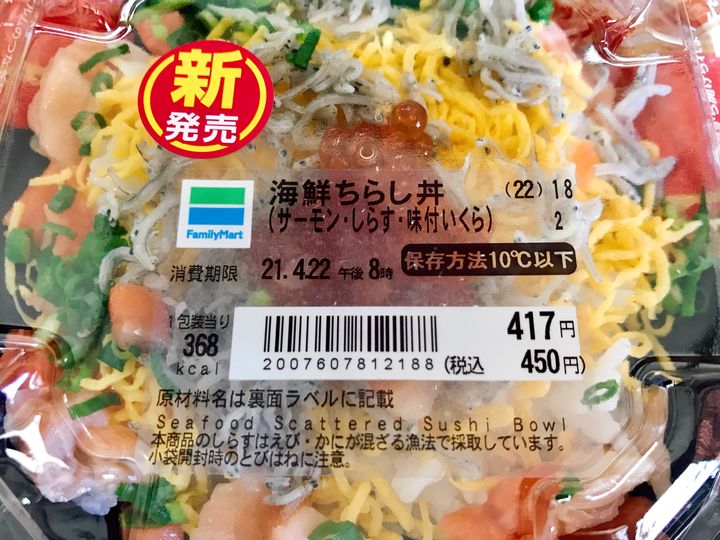 新
発売
FamilyMart
海鮮ちらし丼
(サーモン・しらす・味付いくら)
(22) 18
2
消費期限 21.4.22 午後8時
保存方法10℃以下
1包装当り
368
kcal
2007607812188
417円
(税込 450円)
原材料名は裏面ラベルに記載
Seafood Scattered Sushi Bowl
本商品のしらすはえび・かにが混ざる漁法で採取しています。
小袋開封時のとびはねに注意。